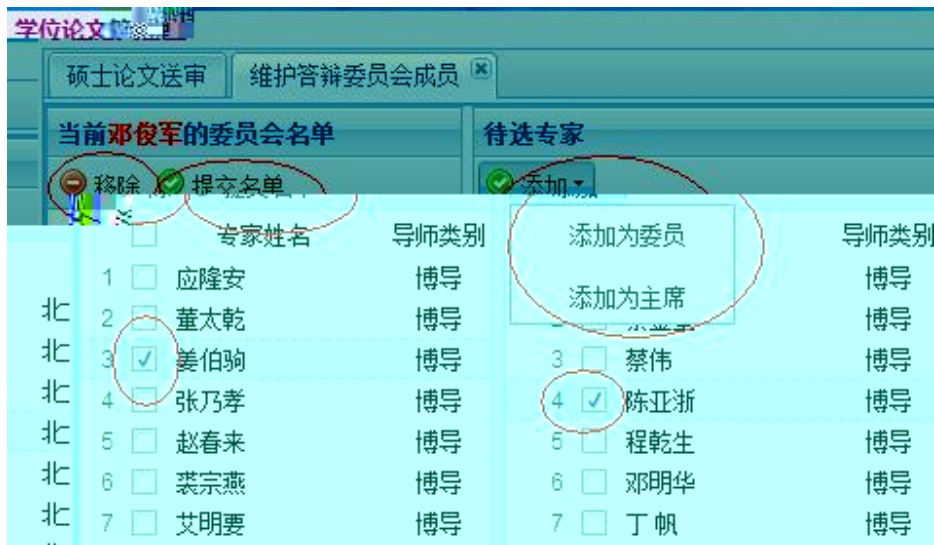 学位论文
硕士论文送审 维护答辩委员会成员
当前邓俊军的委员会名单 待选专家
移除 提交名单 添加
专家姓名 导师类别 添加为委员 导师类别
1 应隆安 博导 博导
添加为主席
北 2 董太乾 博导 博导
北 3 姜伯驹 博导 3 蔡伟 博导
北 4 张乃孝 博导 4 陈亚浙 博导
北 5 赵春来 博导 5 程乾生 博导
北 6 裘宗燕 博导 6 邓明华 博导
北 7 艾明要 博导 7 丁帆 博导